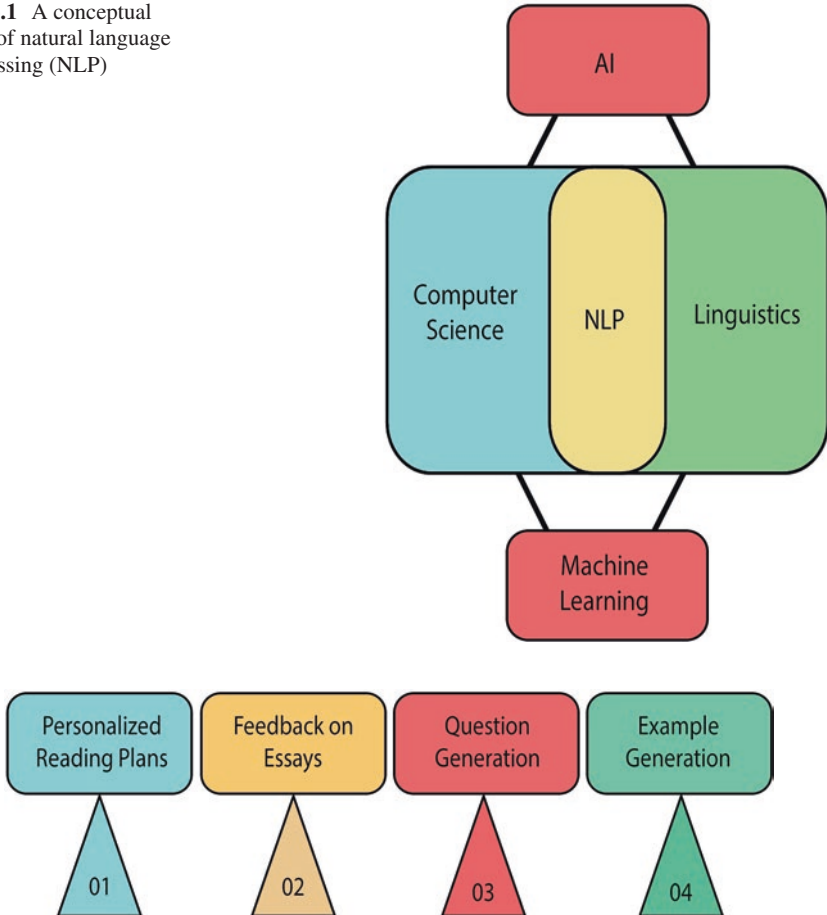 .1 A conceptual
of natural language
ssing (NLP)
AI
Computer
Science
NLP
Linguistics
Machine
Learning
Personalized
Reading Plans
Feedback on
Essays
Question
Generation
Example
Generation
01
02
03
04